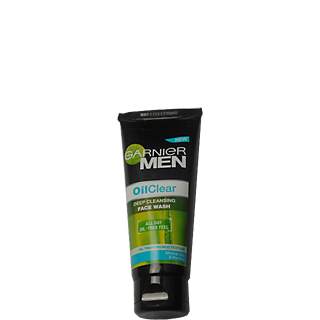 NEW
GARNIER
MEN
OilClear
DEEP CLEANSING
FACE WASH
ALL DAY
OIL-FREE FEEL